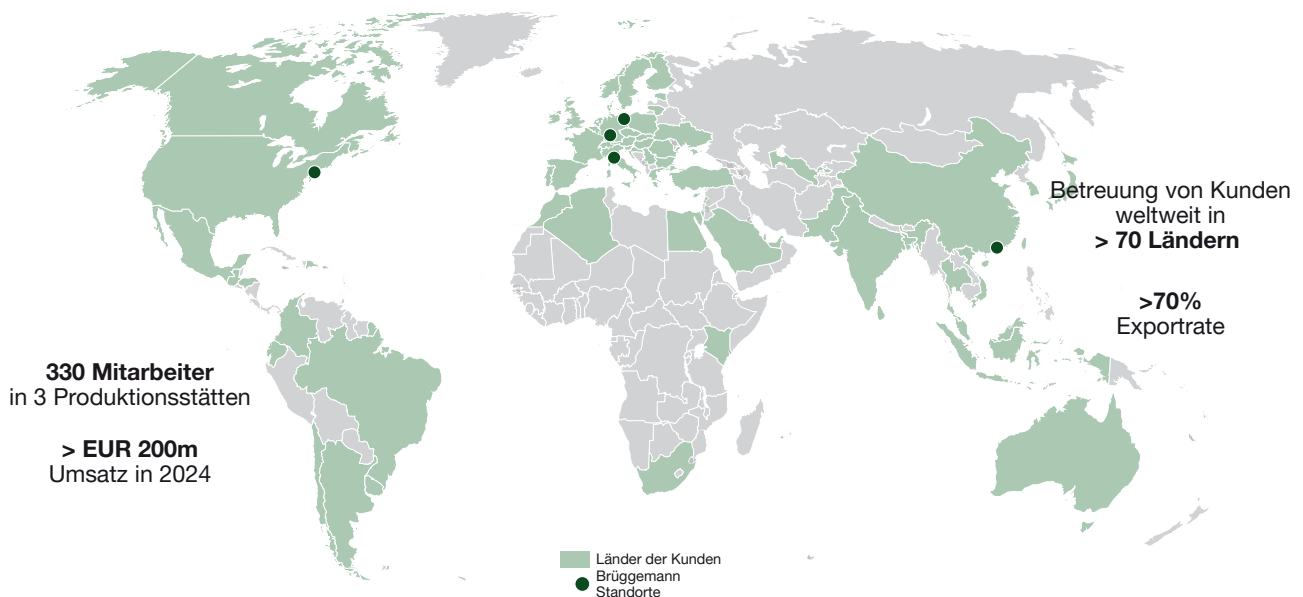 Betreuung von Kunden
weltweit in
> 70 Ländern
>70%
Exportrate
330 Mitarbeiter
in 3 Produktionsstätten
> EUR 200m
Umsatz in 2024
Länder der Kunden
Brüggemann
Standorte